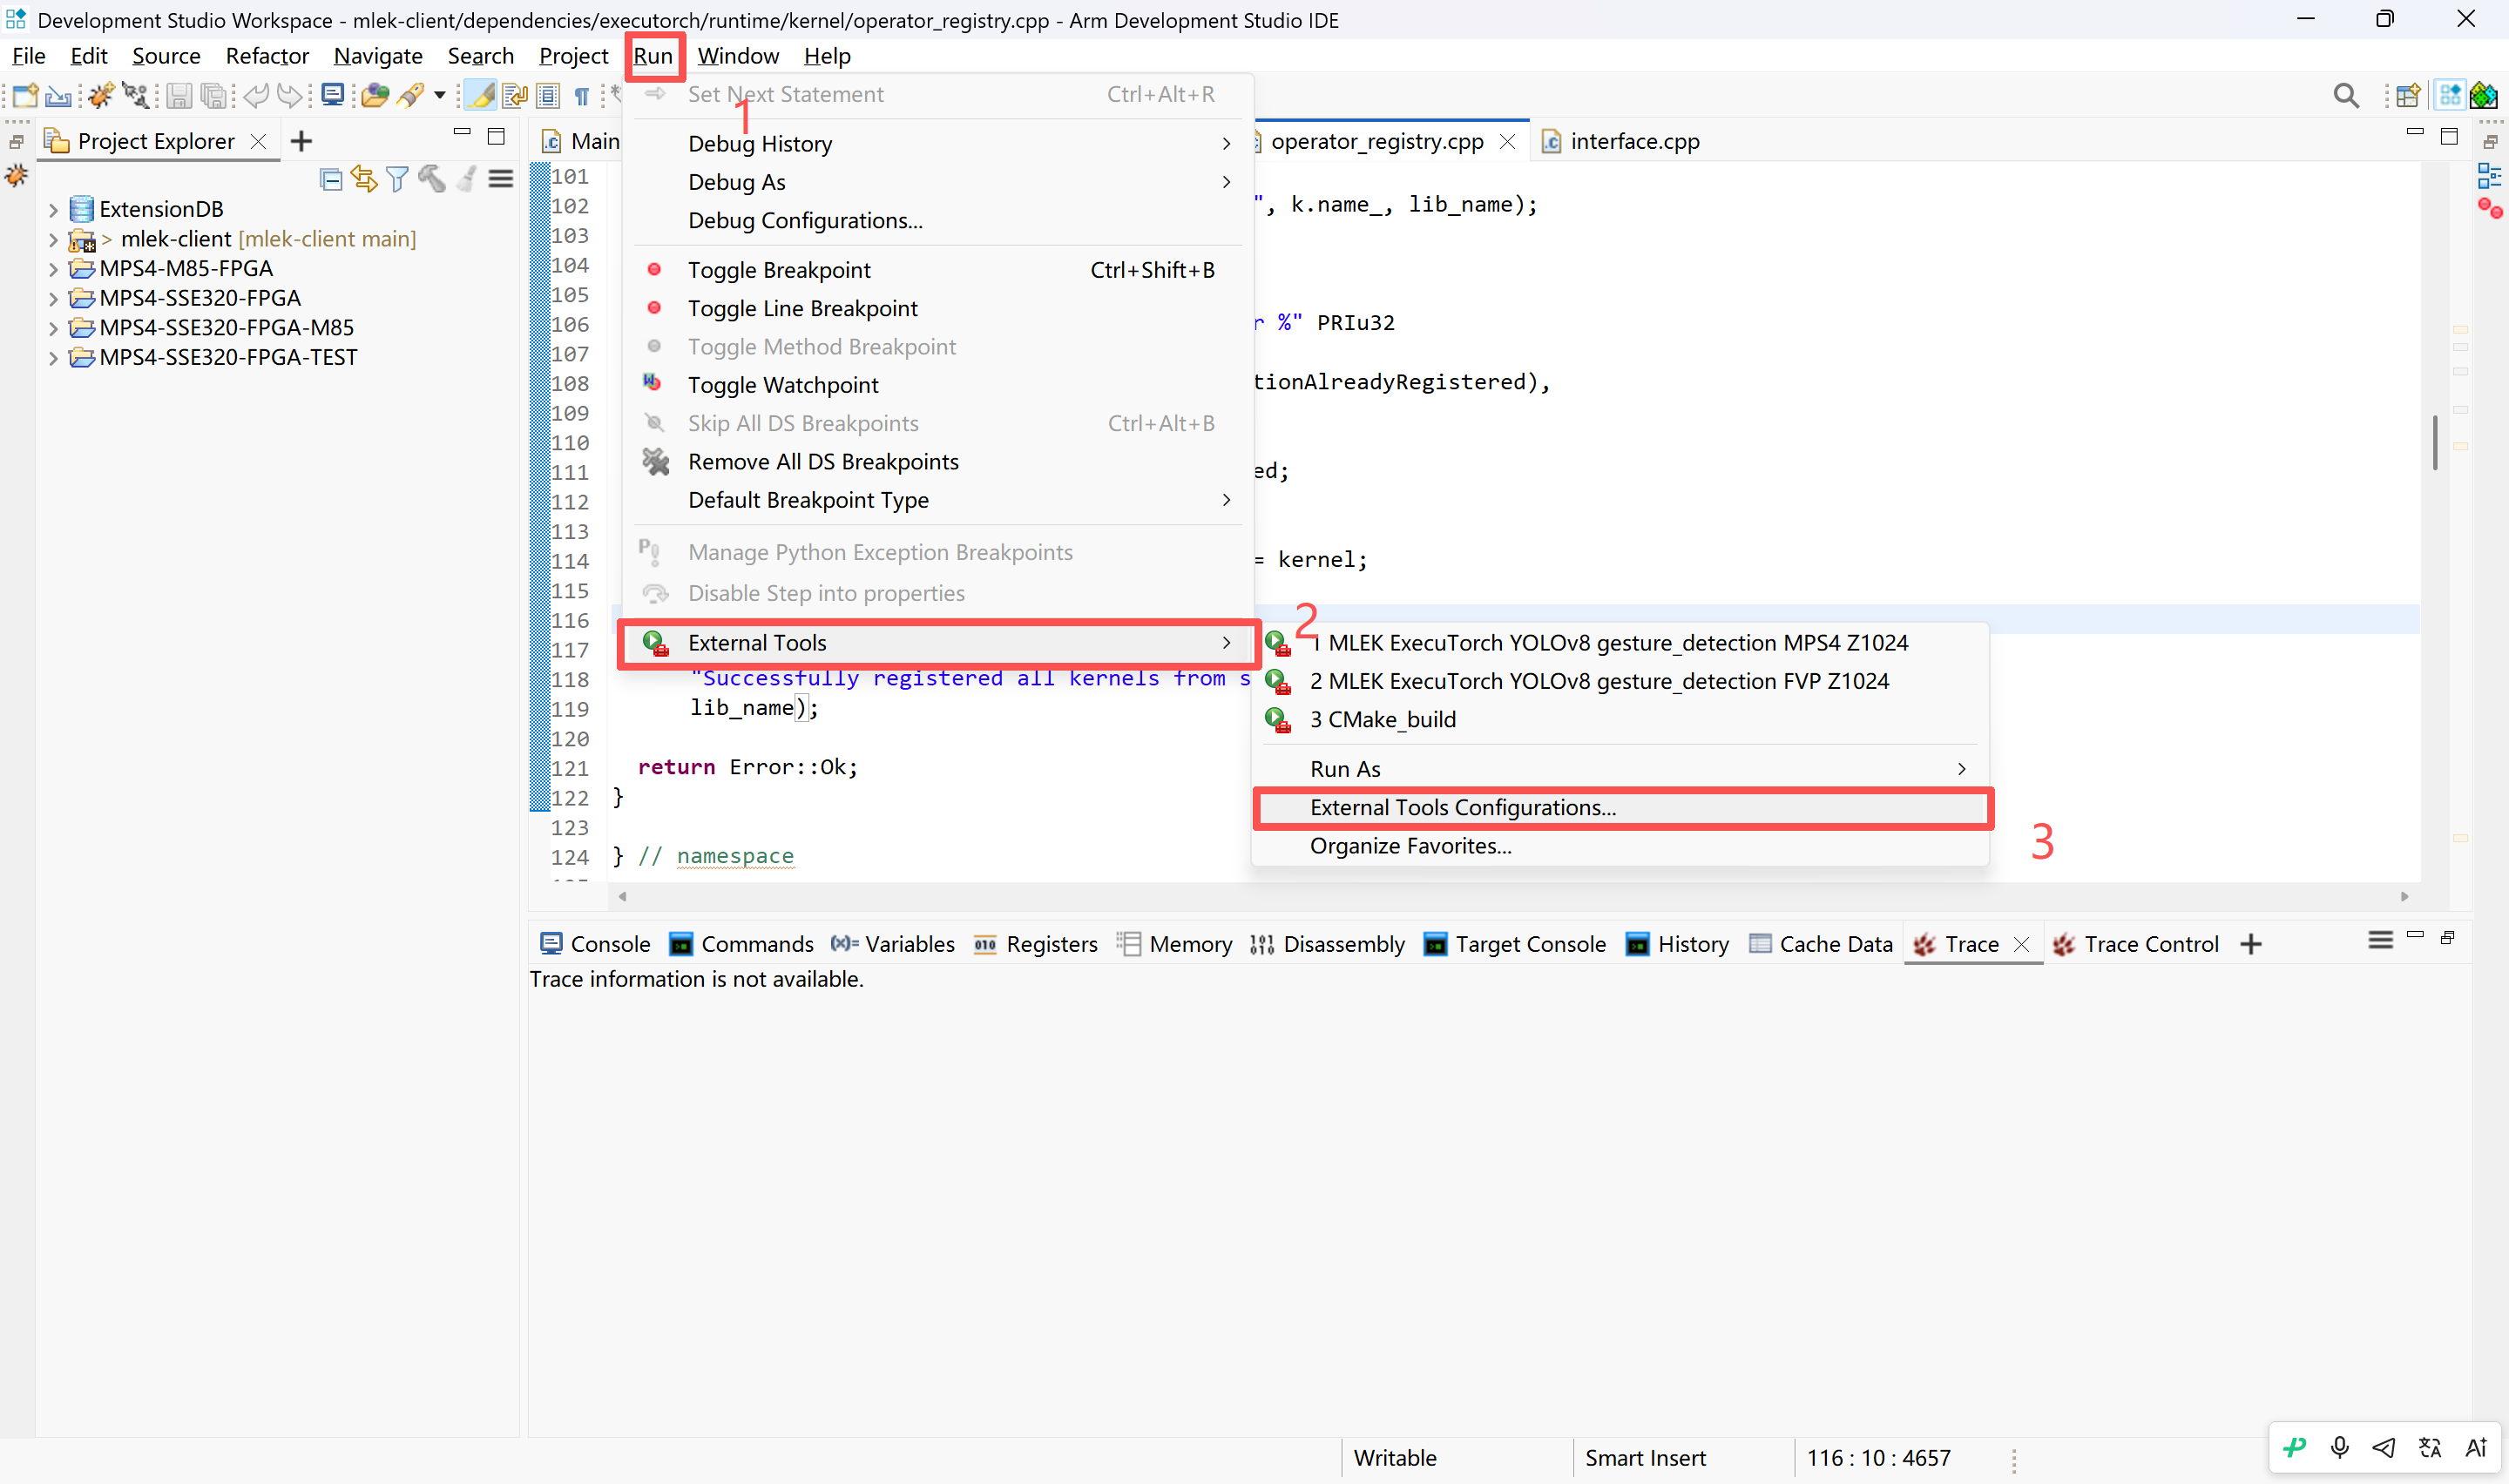 Development Studio Workspace - mlek-client/dependencies/executorch/runtime/kernel/operator_registry.cpp - Arm Development Studio IDE
File Edit Source Refactor Navigate Search Project Run Window Help
Project Explorer
ExtensionDB
> mlek-client [mlek-client main]
MPS4-M85-FPGA
MPS4-SSE320-FPGA
MPS4-SSE320-FPGA-M85
MPS4-SSE320-FPGA-TEST
Set Next Statement Ctrl+Alt+R
1
Debug History
Debug As
Debug Configurations...
Toggle Breakpoint Ctrl+Shift+B
Toggle Line Breakpoint
Toggle Method Breakpoint
Toggle Watchpoint
Skip All DS Breakpoints Ctrl+Alt+B
Remove All DS Breakpoints
Default Breakpoint Type
Manage Python Exception Breakpoints
Disable Step into properties
External Tools
2
1 MLEK ExecuTorch YOLOv8 gesture_detection MPS4 Z1024
2 MLEK ExecuTorch YOLOv8 gesture_detection FVP Z1024
3 CMake_build
Run As
External Tools Configurations...
Organize Favorites...
3
Main
operator_registry.cpp
interface.cpp
101
102 ", k.name_, lib_name);
103
104
105
106 r %" PRIu32
107
108 tionAlreadyRegistered),
109
110
111 ed;
112
113
114 = kernel;
115
116
117
118 "Successfully registered all kernels from s
119 lib_name);
120
121 return Error::Ok;
122 }
123
124 } // namespace
Console Commands Variables Registers Memory Disassembly Target Console History Cache Data Trace Trace Control
Trace information is not available.
Writable Smart Insert 116 : 10 : 4657